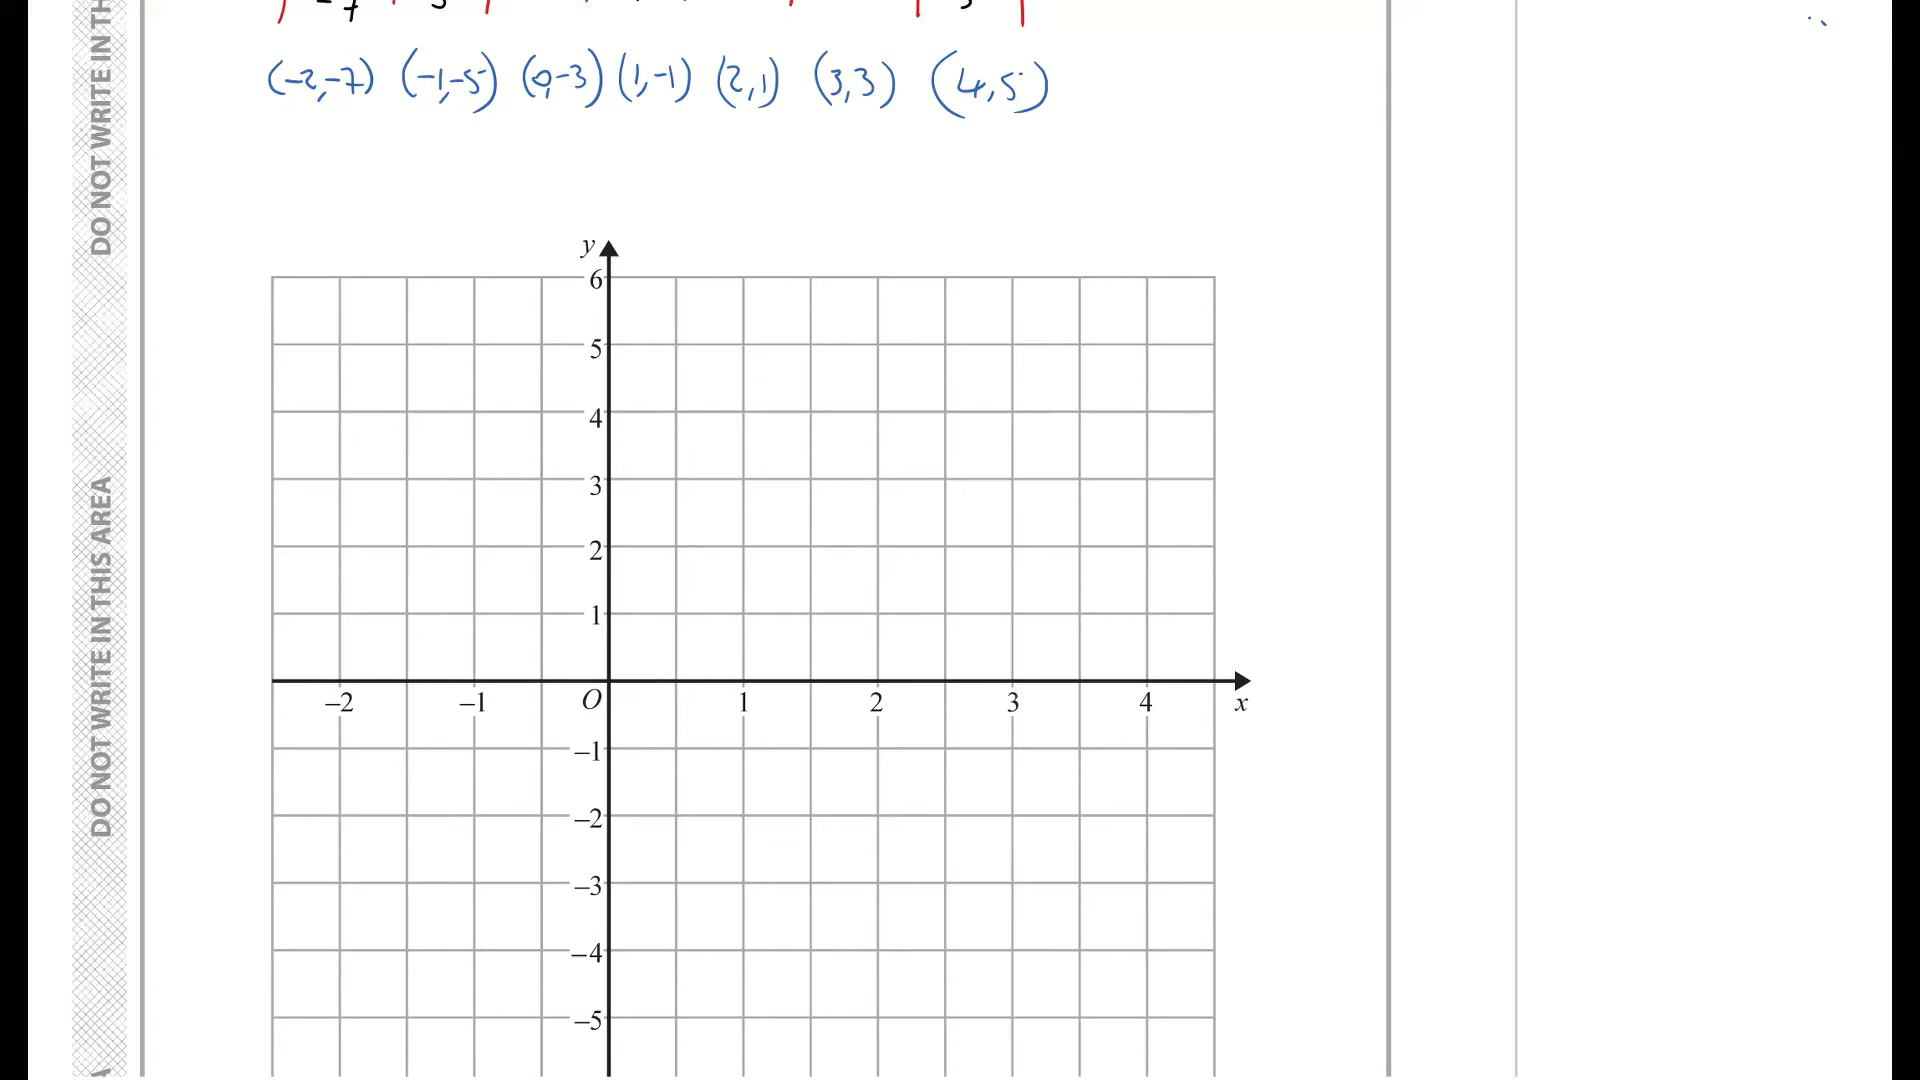 -7
(-2,-7) (-1,-5) (0,-3) (1,-1) (2,1) (3,3) (4,5)
y
6
5
4
3
2
1
–2 –1 O 1 2 3 4 x
–1
–2
–3
–4
–5
DO NOT WRITE IN TH
DO NOT WRITE IN THIS AREA
A